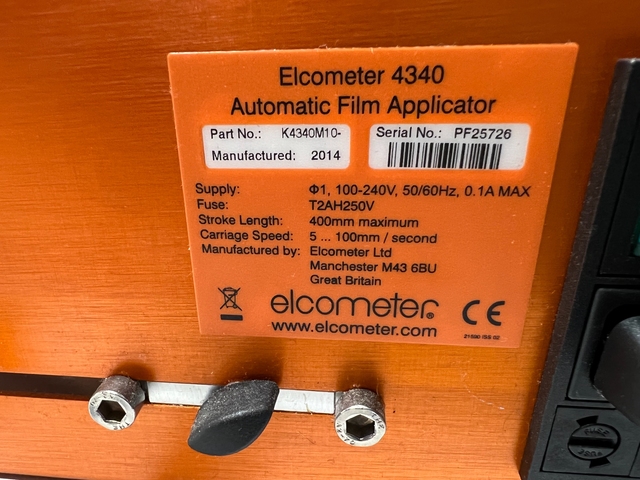 Elcometer 4340
Automatic Film Applicator
Part No.: K4340M10-
Manufactured: 2014
Serial No.: PF25726
Supply: Φ1, 100-240V, 50/60Hz, 0.1A MAX
Fuse: T2AH250V
Stroke Length: 400mm maximum
Carriage Speed: 5 ... 100mm / second
Manufactured by: Elcometer Ltd
Manchester M43 6BU
Great Britain
elcometer®
CE
www.elcometer.com
FUSE